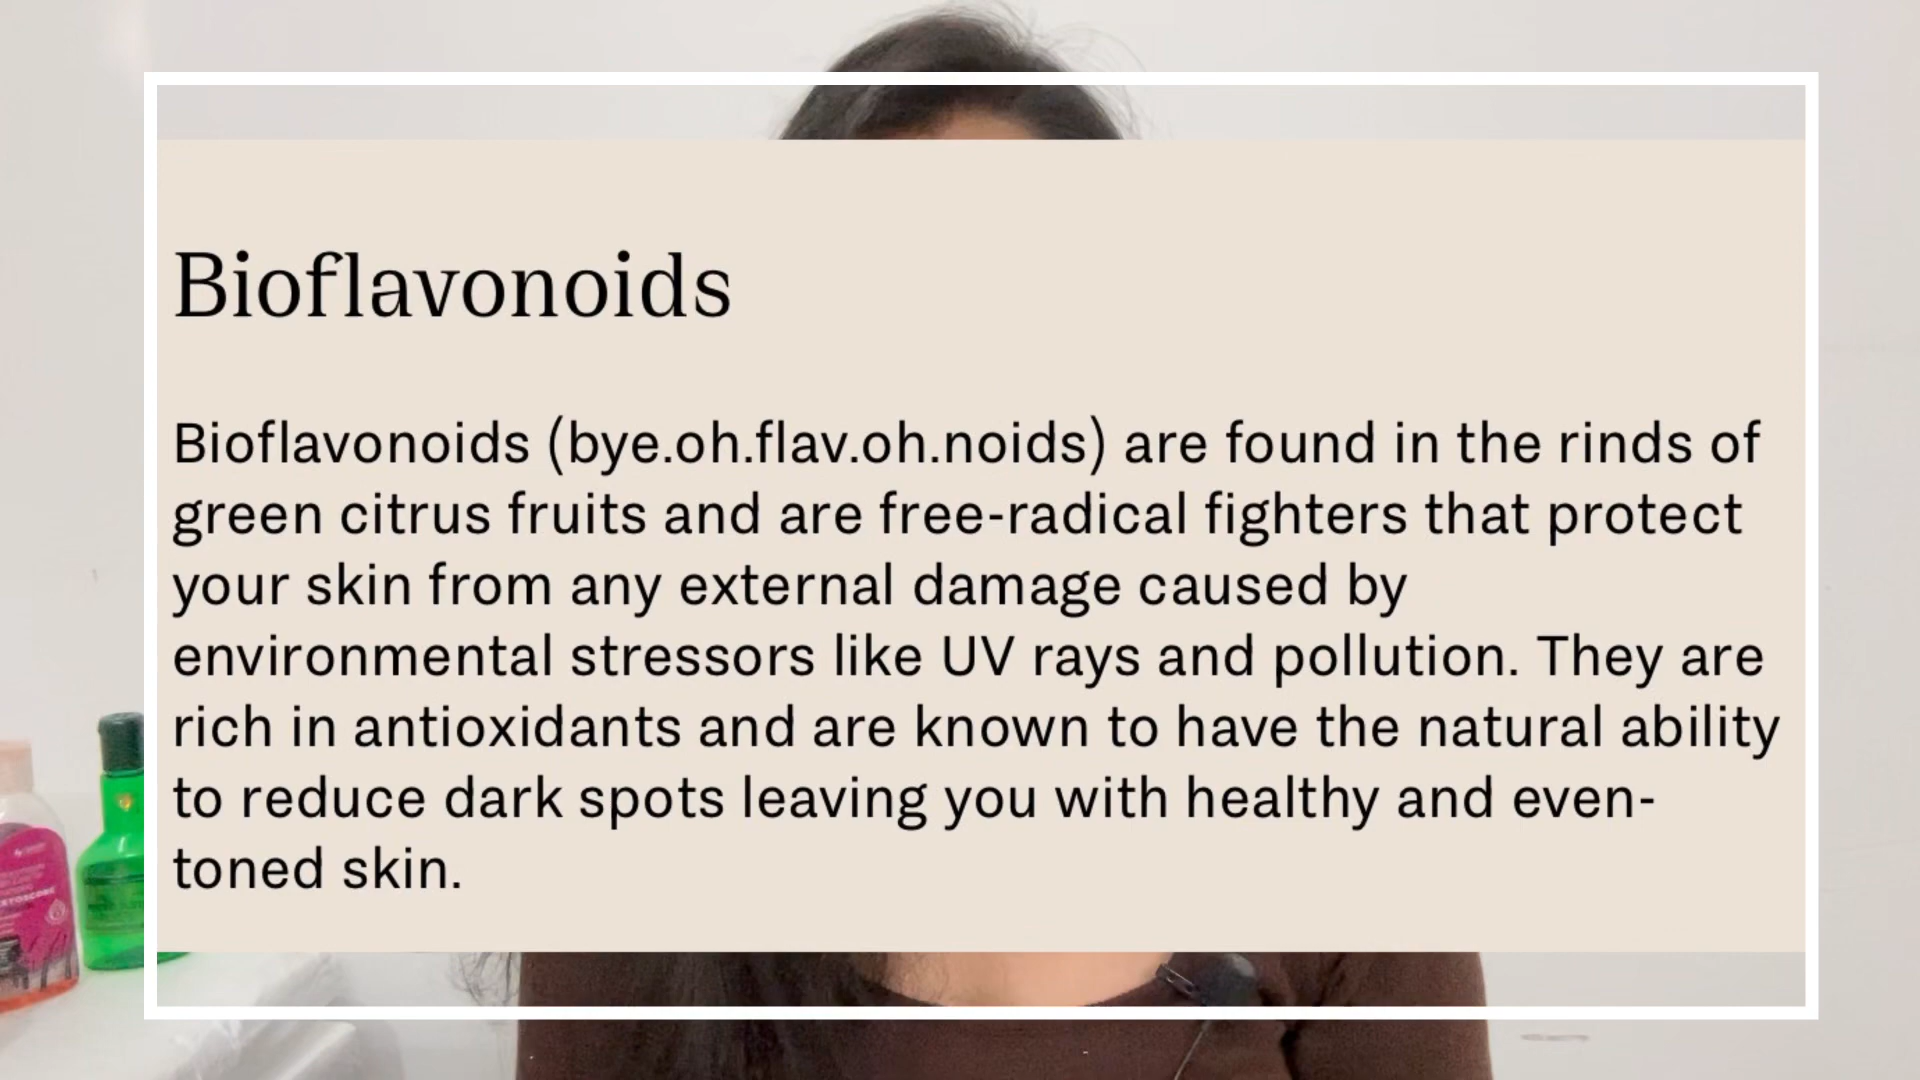 Bioflavonoids
Bioflavonoids (bye.oh.flav.oh.noids) are found in the rinds of
green citrus fruits and are free-radical fighters that protect
your skin from any external damage caused by
environmental stressors like UV rays and pollution. They are
rich in antioxidants and are known to have the natural ability
to reduce dark spots leaving you with healthy and even-
toned skin.